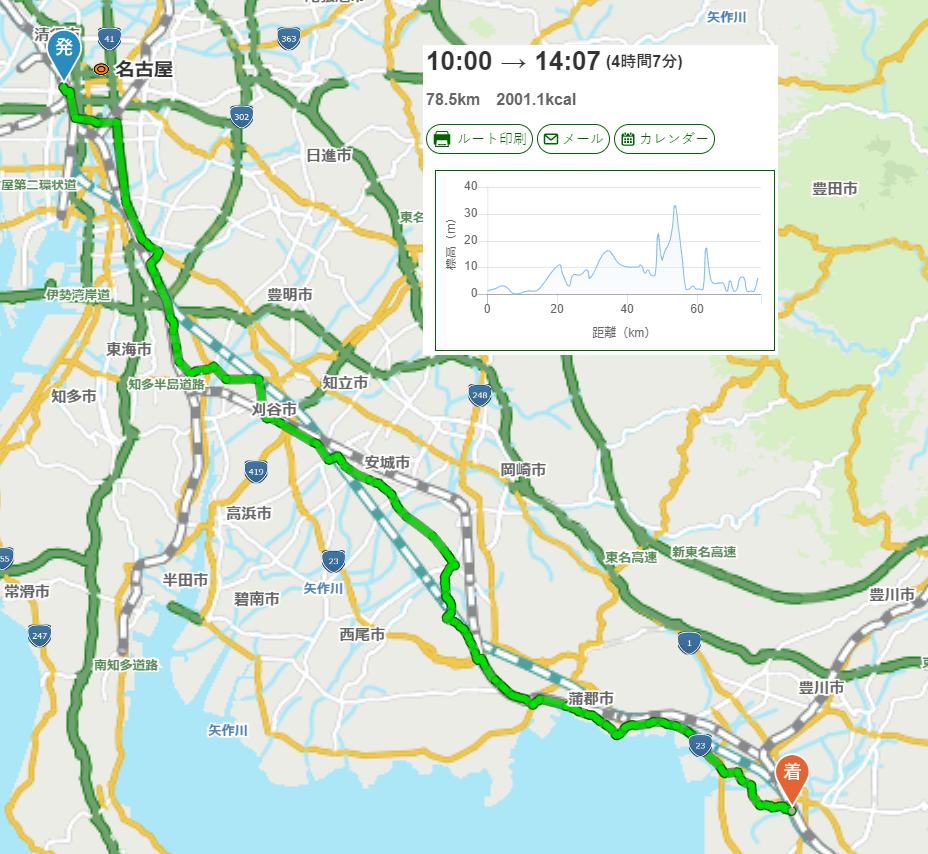 矢作川
41
363
清須市
発
名古屋
10:00 → 14:07 (4時間7分)
78.5km 2001.1kcal
302
ルート印刷
メール
カレンダー
日進市
屋第二環状道
豊田市
東名
40
30
20
10
0
標高（m）
0
20
40
60
距離（km）
伊勢湾岸道
豊明市
東海市
知多半島道路
知立市
知多市
248
刈谷市
安城市
岡崎市
419
高浜市
東名高速
新東名高速
55
23
常滑市
半田市
矢作川
豊川市
碧南市
247
西尾市
1
南知多道路
豊川市
蒲郡市
矢作川
23
着